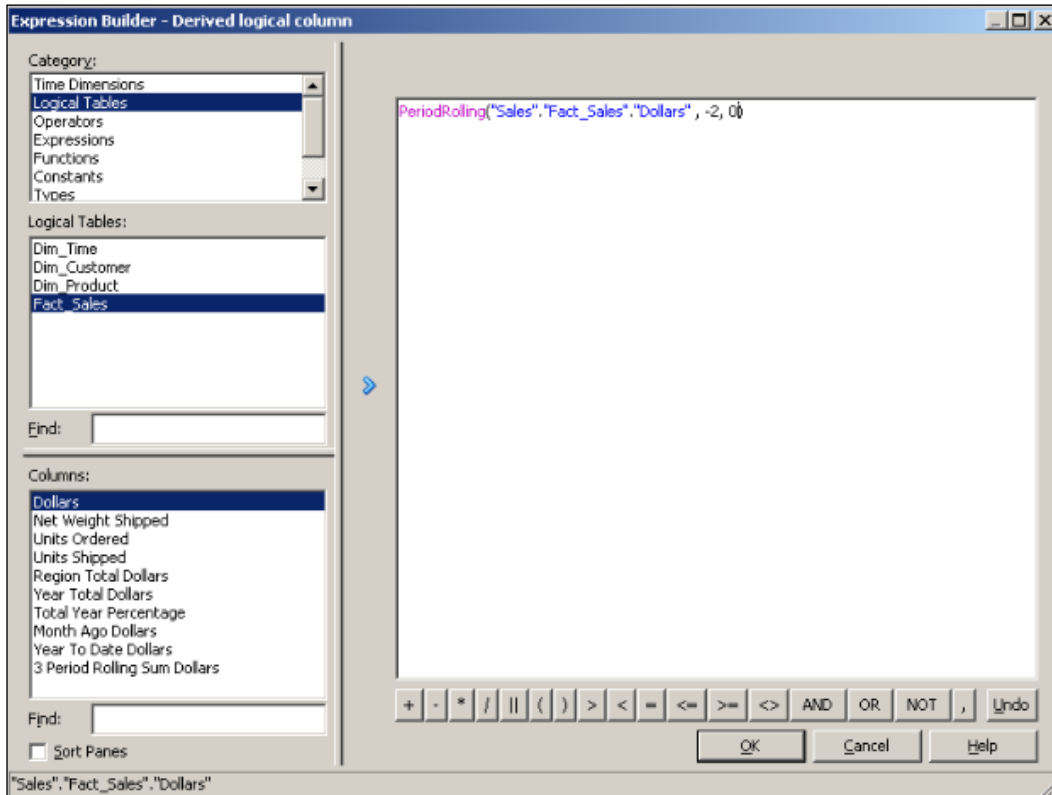 Expression Builder - Derived logical column
Category:
Time Dimensions
Logical Tables
Operators
Expressions
Functions
Constants
Types
Logical Tables:
Dim_Time
Dim_Customer
Dim_Product
Fact_Sales
Find:
Columns:
Dollars
Net Weight Shipped
Units Ordered
Units Shipped
Region Total Dollars
Year Total Dollars
Total Year Percentage
Month Ago Dollars
Year To Date Dollars
3 Period Rolling Sum Dollars
Find:
Sort Panes
PeriodRolling("Sales"."Fact_Sales"."Dollars" , -2, 0)
+ - * / || ( ) > < = <= >= <> AND OR NOT , Undo
OK Cancel Help
"Sales"."Fact_Sales"."Dollars"